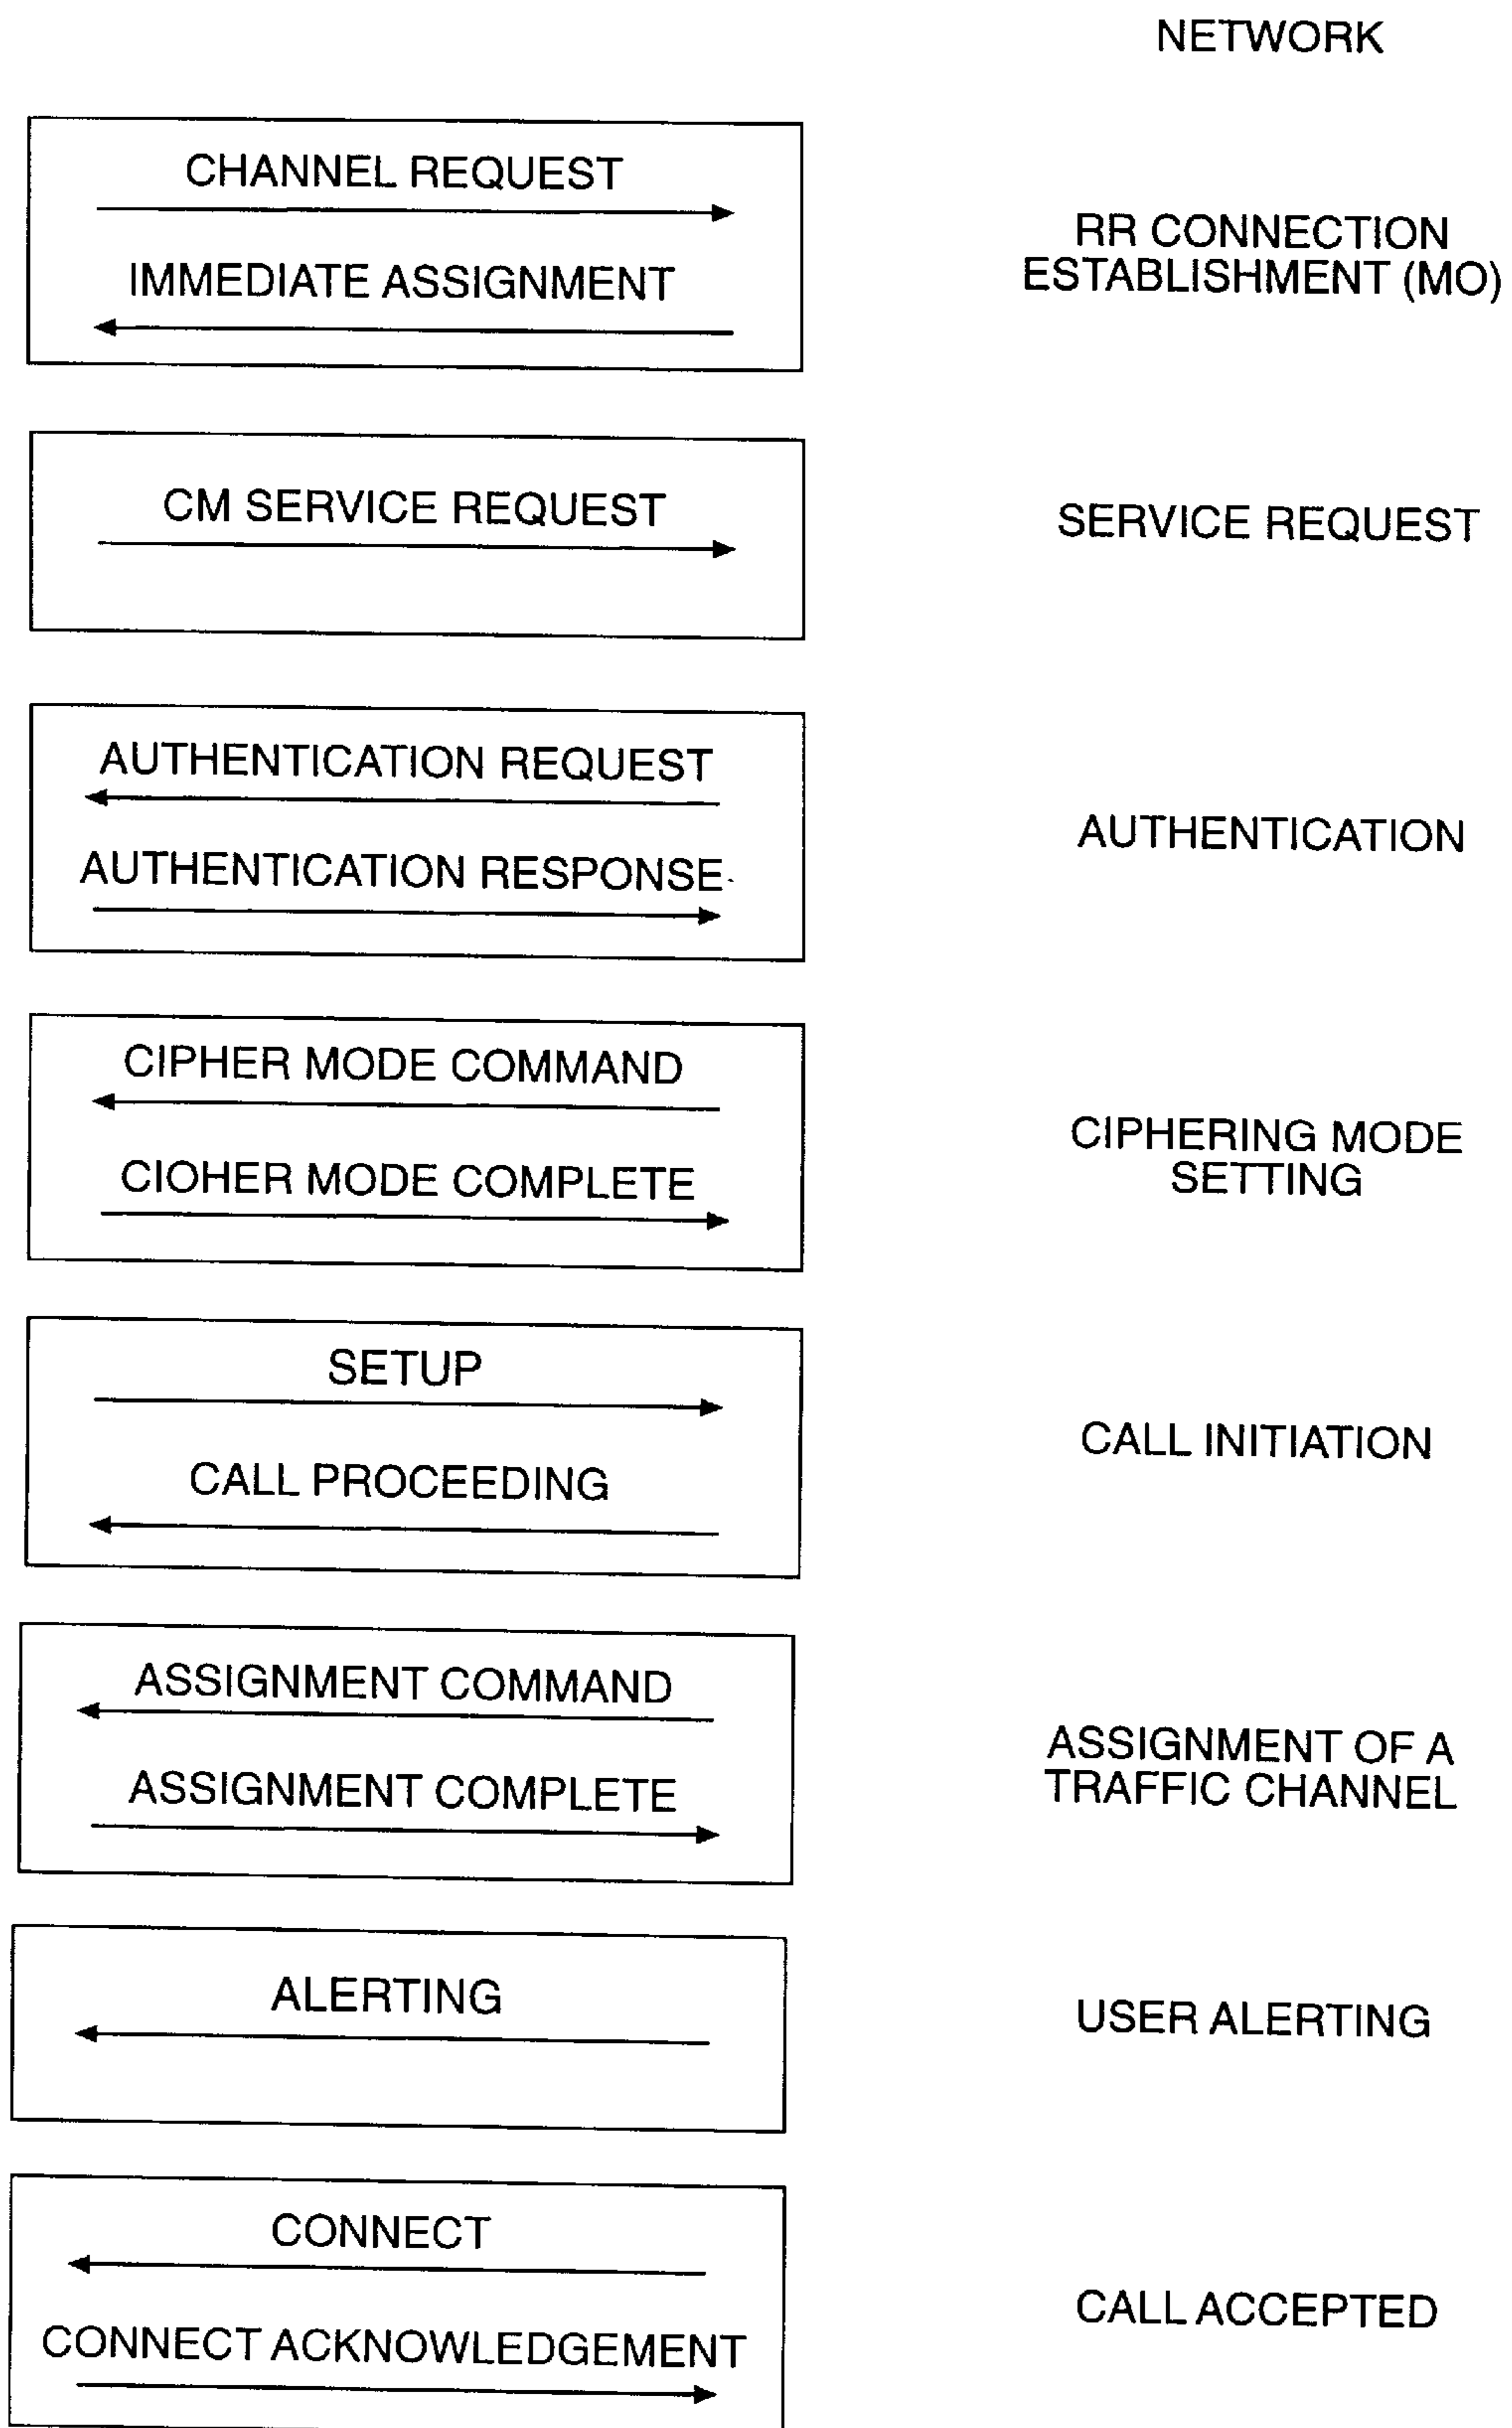 NETWORK
CHANNEL REQUEST
IMMEDIATE ASSIGNMENT
RR CONNECTION
ESTABLISHMENT (MO)
CM SERVICE REQUEST
SERVICE REQUEST
AUTHENTICATION REQUEST
AUTHENTICATION RESPONSE
AUTHENTICATION
CIPHER MODE COMMAND
CIOHER MODE COMPLETE
CIPHERING MODE
SETTING
SETUP
CALL PROCEEDING
CALL INITIATION
ASSIGNMENT COMMAND
ASSIGNMENT COMPLETE
ASSIGNMENT OF A
TRAFFIC CHANNEL
ALERTING
USER ALERTING
CONNECT
CONNECT ACKNOWLEDGEMENT
CALL ACCEPTED